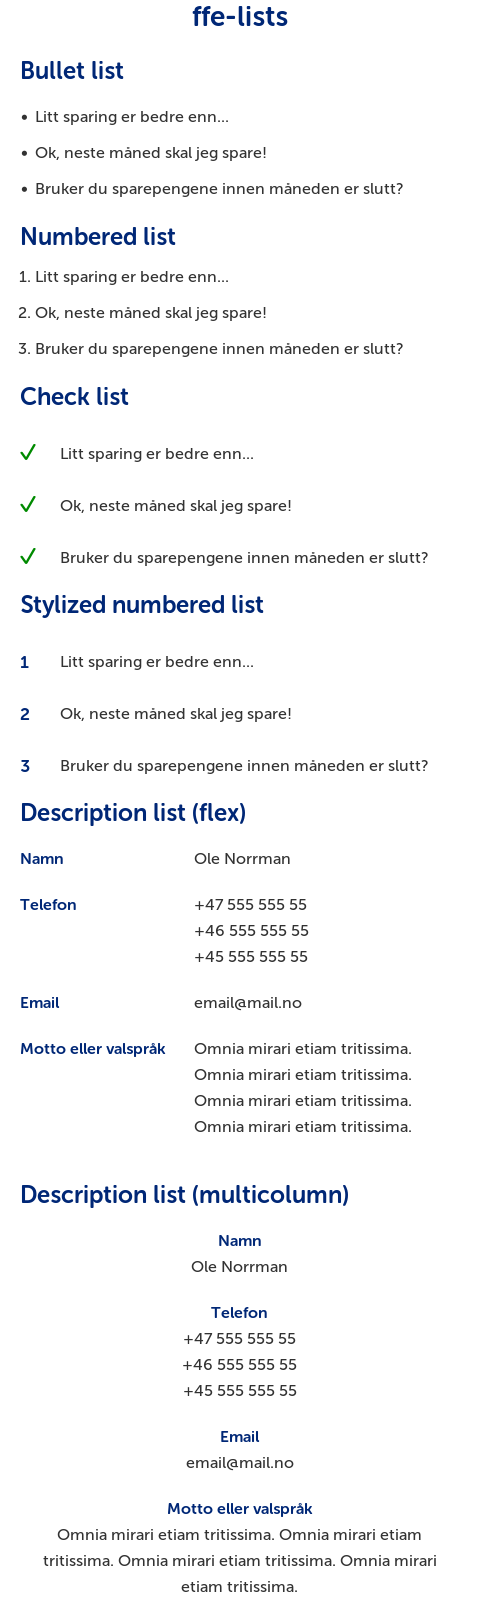 ffe-lists
Bullet list
• Litt sparing er bedre enn...
• Ok, neste måned skal jeg spare!
• Bruker du sparepengene innen måneden er slutt?
Numbered list
1. Litt sparing er bedre enn...
2. Ok, neste måned skal jeg spare!
3. Bruker du sparepengene innen måneden er slutt?
Check list
✓ Litt sparing er bedre enn...
✓ Ok, neste måned skal jeg spare!
✓ Bruker du sparepengene innen måneden er slutt?
Stylized numbered list
1 Litt sparing er bedre enn...
2 Ok, neste måned skal jeg spare!
3 Bruker du sparepengene innen måneden er slutt?
Description list (flex)
Namn Ole Norrman
Telefon +47 555 555 55
+46 555 555 55
+45 555 555 55
Email email@mail.no
Motto eller valspråk Omnia mirari etiam tritissima.
Omnia mirari etiam tritissima.
Omnia mirari etiam tritissima.
Omnia mirari etiam tritissima.
Description list (multicolumn)
Namn
Ole Norrman
Telefon
+47 555 555 55
+46 555 555 55
+45 555 555 55
Email
email@mail.no
Motto eller valspråk
Omnia mirari etiam tritissima. Omnia mirari etiam
tritissima. Omnia mirari etiam tritissima. Omnia mirari
etiam tritissima.